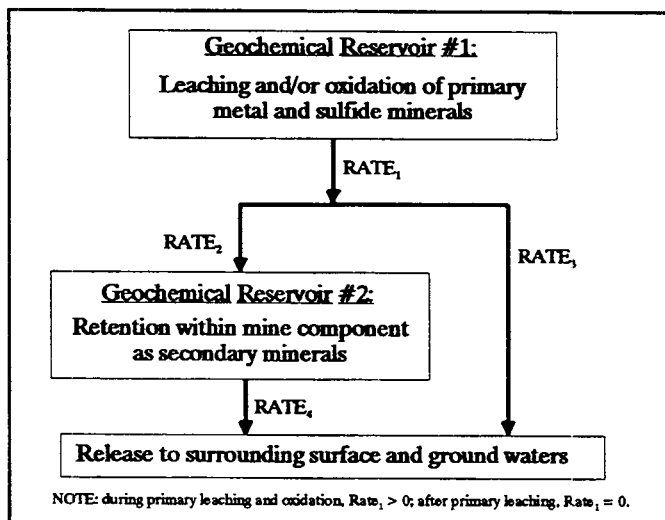 Geochemical Reservoir #1:
Leaching and/or oxidation of primary
metal and sulfide minerals
RATE₁
RATE₂
RATE₃
Geochemical Reservoir #2:
Retention within mine component
as secondary minerals
RATE₄
Release to surrounding surface and ground waters
NOTE: during primary leaching and oxidation, Rate₁ > 0; after primary leaching, Rate₁ = 0.